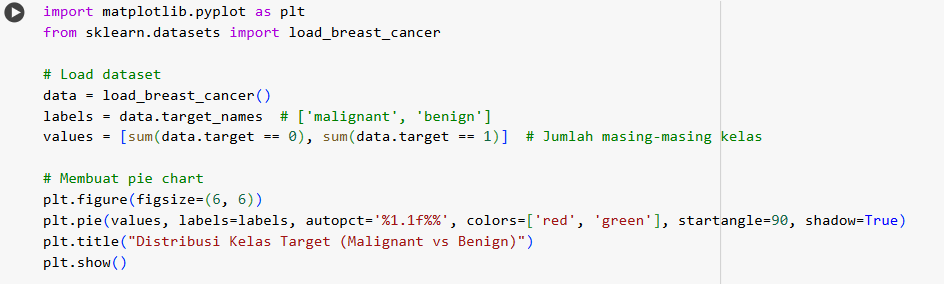 import matplotlib.pyplot as plt
from sklearn.datasets import load_breast_cancer
# Load dataset
data = load_breast_cancer()
labels = data.target_names  # ['malignant', 'benign']
values = [sum(data.target == 0), sum(data.target == 1)]  # Jumlah masing-masing kelas
# Membuat pie chart
plt.figure(figsize=(6, 6))
plt.pie(values, labels=labels, autopct='%1.1f%%', colors=['red', 'green'], startangle=90, shadow=True)
plt.title("Distribusi Kelas Target (Malignant vs Benign)")
plt.show()